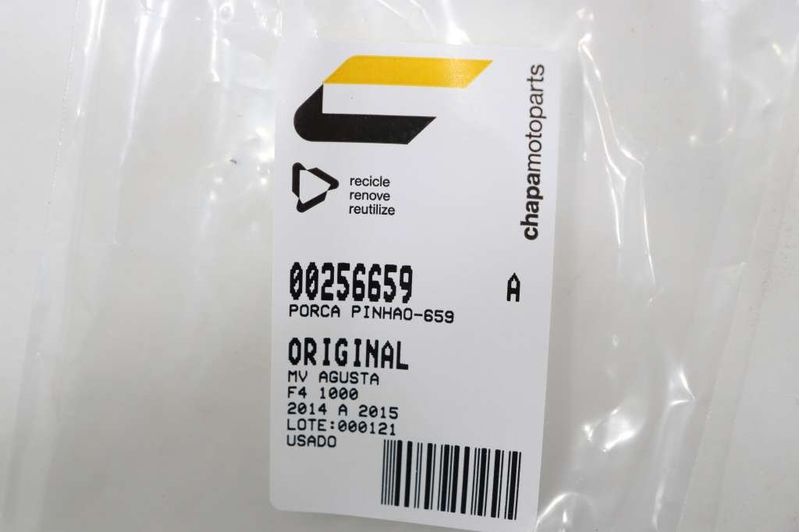 chapamotoparts
recicle
renove
reutilize
00256659 A
PORCA PINHAO-659
ORIGINAL
MV AGUSTA
F4 1000
2014 A 2015
LOTE:000121
USADO